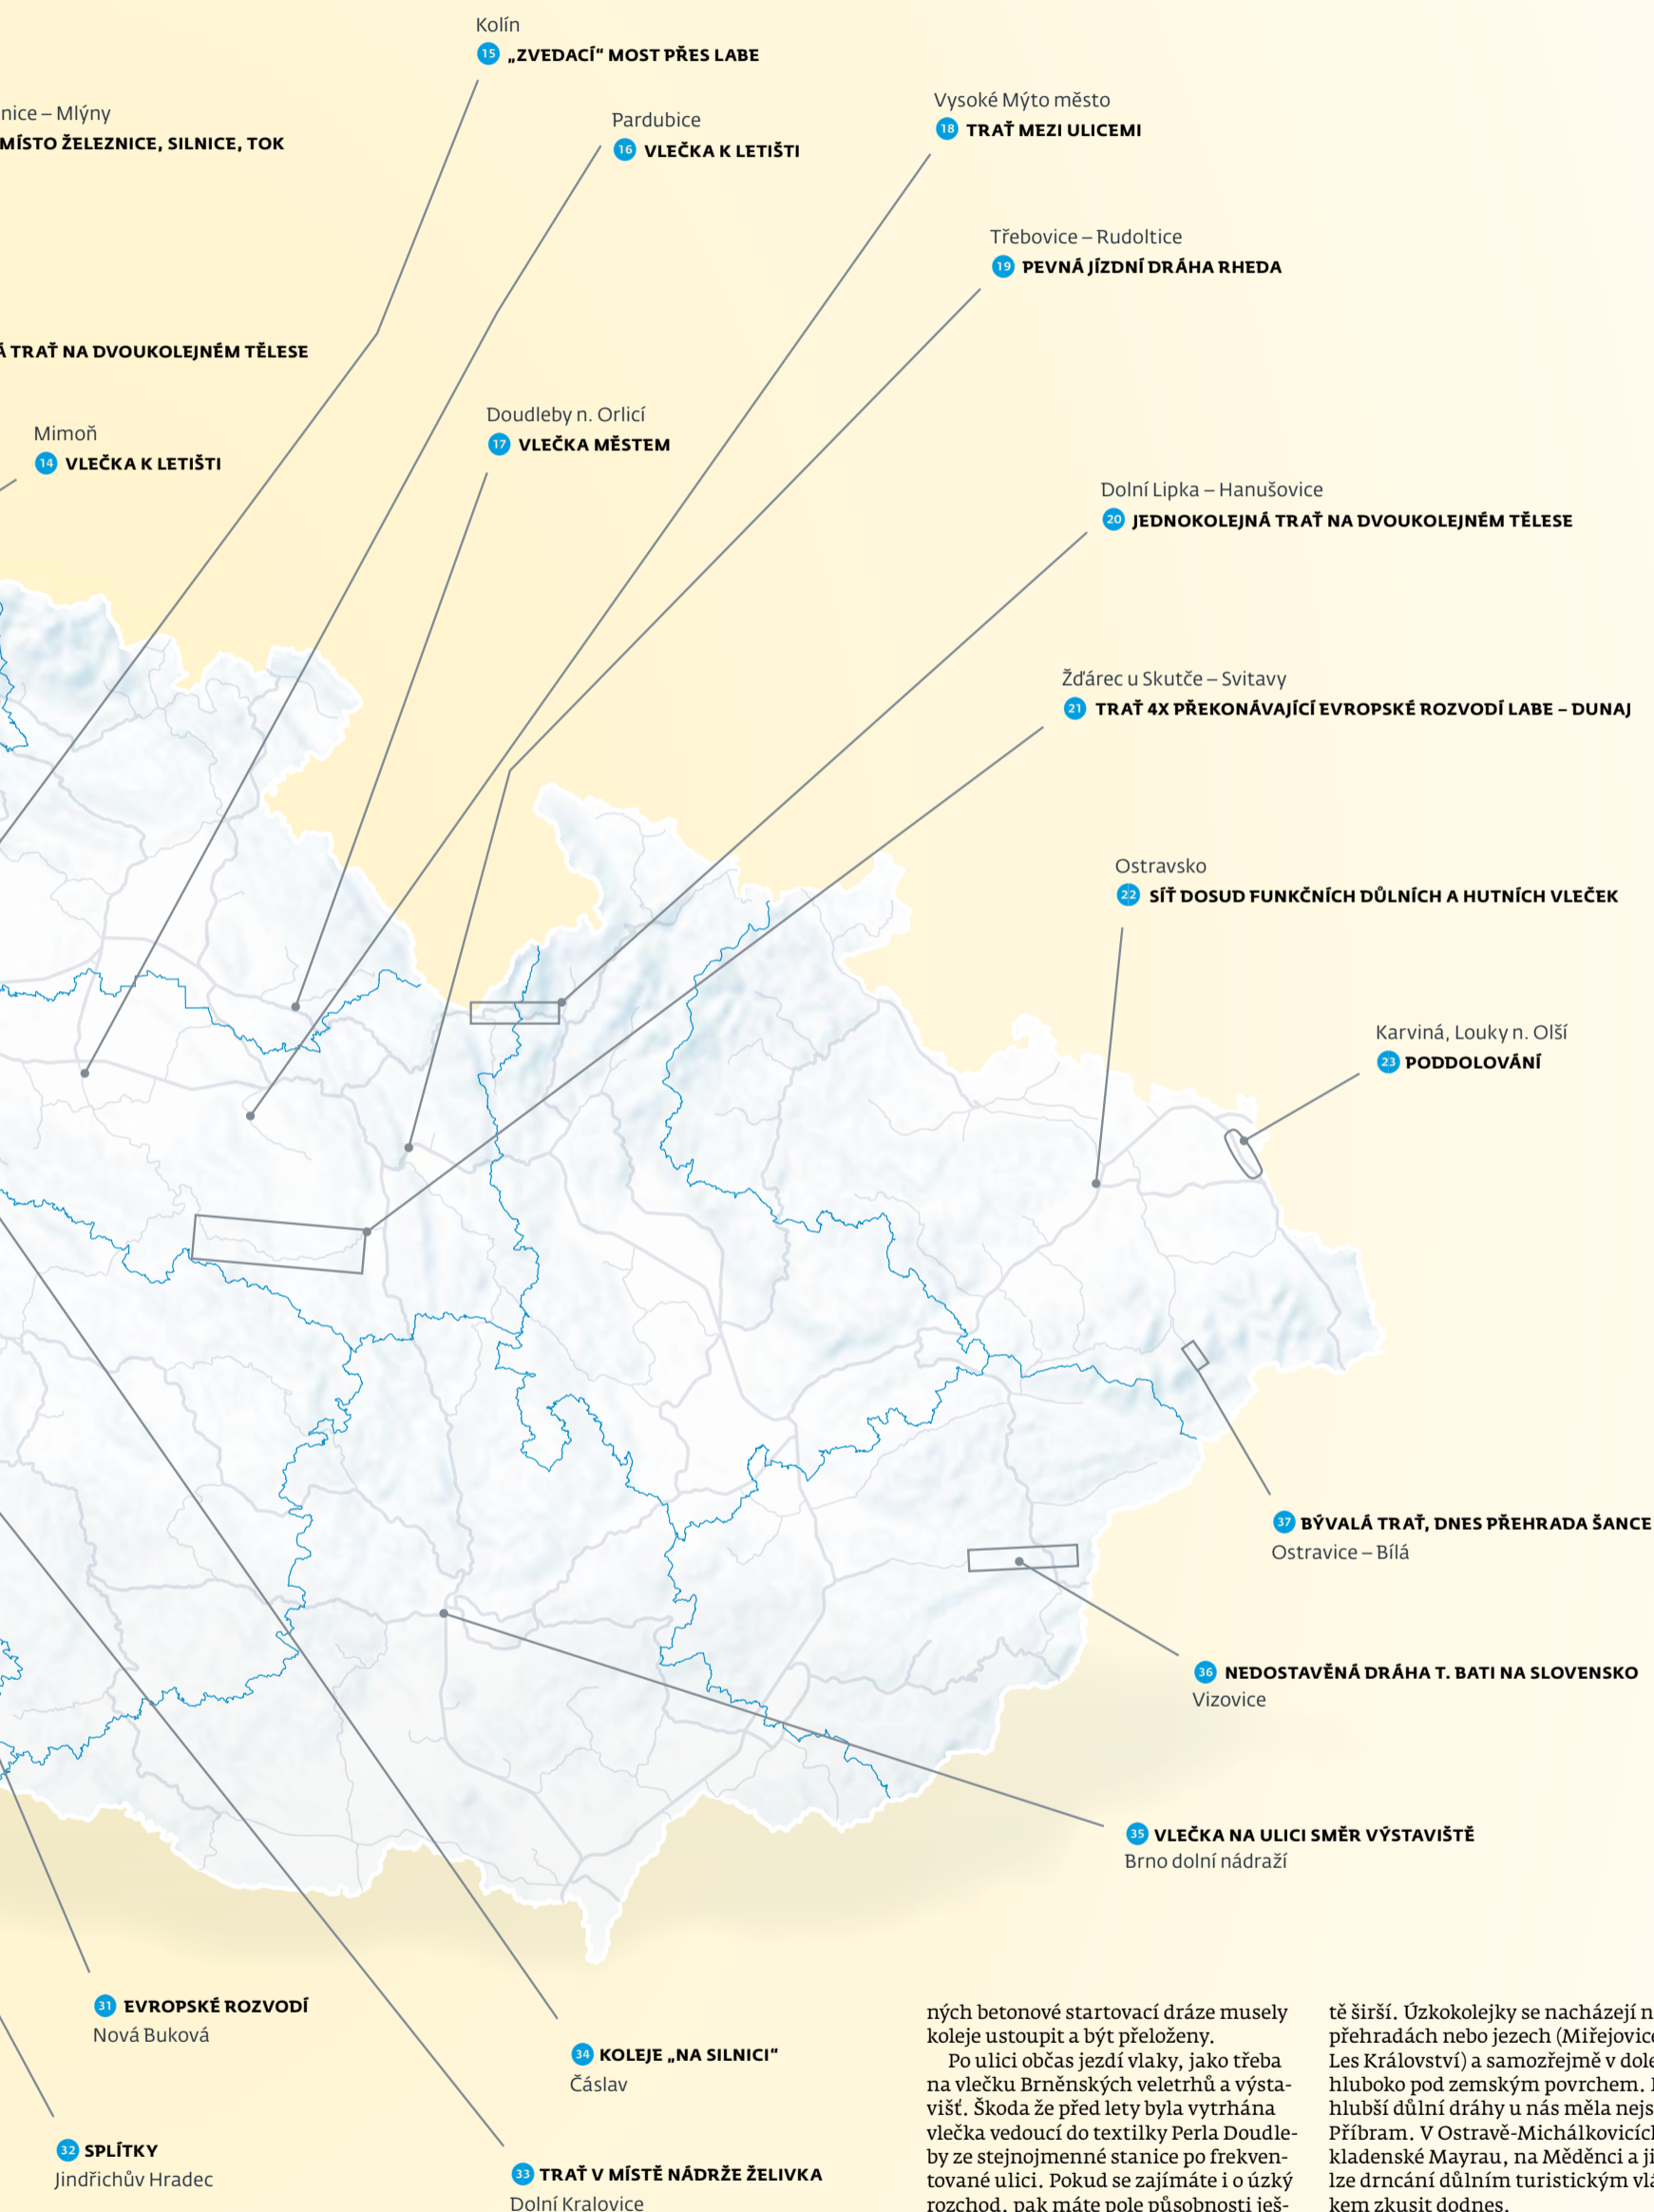 Kolín
15 „ZVEDACÍ“ MOST PŘES LABE
nice – Mlýny
MÍSTO ŽELEZNICE, SILNICE, TOK
Pardubice
16 VLEČKA K LETIŠTI
Vysoké Mýto město
18 TRAŤ MEZI ULICEMI
Třebovice – Rudoltice
19 PEVNÁ JÍZDNÍ DRÁHA RHEDA
Á TRAŤ NA DVOUKOLEJNÉM TĚLESE
Mimoň
14 VLEČKA K LETIŠTI
Doudleby n. Orlicí
17 VLEČKA MĚSTEM
Dolní Lipka – Hanušovice
20 JEDNOKOLEJNÁ TRAŤ NA DVOUKOLEJNÉM TĚLESE
Žďárec u Skutče – Svitavy
21 TRAŤ 4X PŘEKONÁVAJÍCÍ EVROPSKÉ ROZVODÍ LABE – DUNAJ
Ostravsko
22 SÍŤ DOSUD FUNKČNÍCH DŮLNÍCH A HUTNÍCH VLEČEK
Karviná, Louky n. Olší
23 PODDOLOVÁNÍ
37 BÝVALÁ TRAŤ, DNES PŘEHRADA ŠANCE
Ostravice – Bílá
36 NEDOSTAVĚNÁ DRÁHA T. BATI NA SLOVENSKO
Vizovice
35 VLEČKA NA ULICI SMĚR VÝSTAVIŠTĚ
Brno dolní nádraží
31 EVROPSKÉ ROZVODÍ
Nová Buková
34 KOLEJE „NA SILNICI“
Čáslav
32 SPLÍTKY
Jindřichův Hradec
33 TRAŤ V MÍSTĚ NÁDRŽE ŽELIVKA
Dolní Kralovice
ných betonové startovací dráze musely
koleje ustoupit a být přeloženy.
Po ulici občas jezdí vlaky, jako třeba
na vlečku Brněnských veletrhů a výsta-
višť. Škoda že před lety byla vytrhána
vlečka vedoucí do textilky Perla Doudle-
by ze stejnojmenné stanice po frekven-
tované ulici. Pokud se zajímáte i o úzký
rozchod, pak máte pole působnosti ješ-
tě širší. Úzkokolejky se nacházejí n
přehradách nebo jezech (Miřejovice
Les Království) a samozřejmě v dole
hluboko pod zemským povrchem.
hlubší důlní dráhy u nás měla nejs
Příbram. V Ostravě-Michálkovicíc
kladenské Mayrau, na Měděnci a ji
lze drncání důlním turistickým vlá
kem zkusit dodnes.